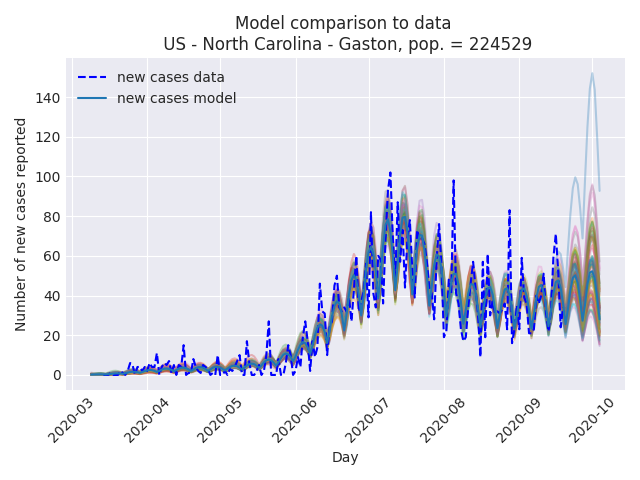 Model comparison to data
US - North Carolina - Gaston, pop. = 224529
new cases data
new cases model
Number of new cases reported
140
120
100
80
60
40
20
0
2020-03
2020-04
2020-05
2020-06
2020-07
2020-08
2020-09
2020-10
Day